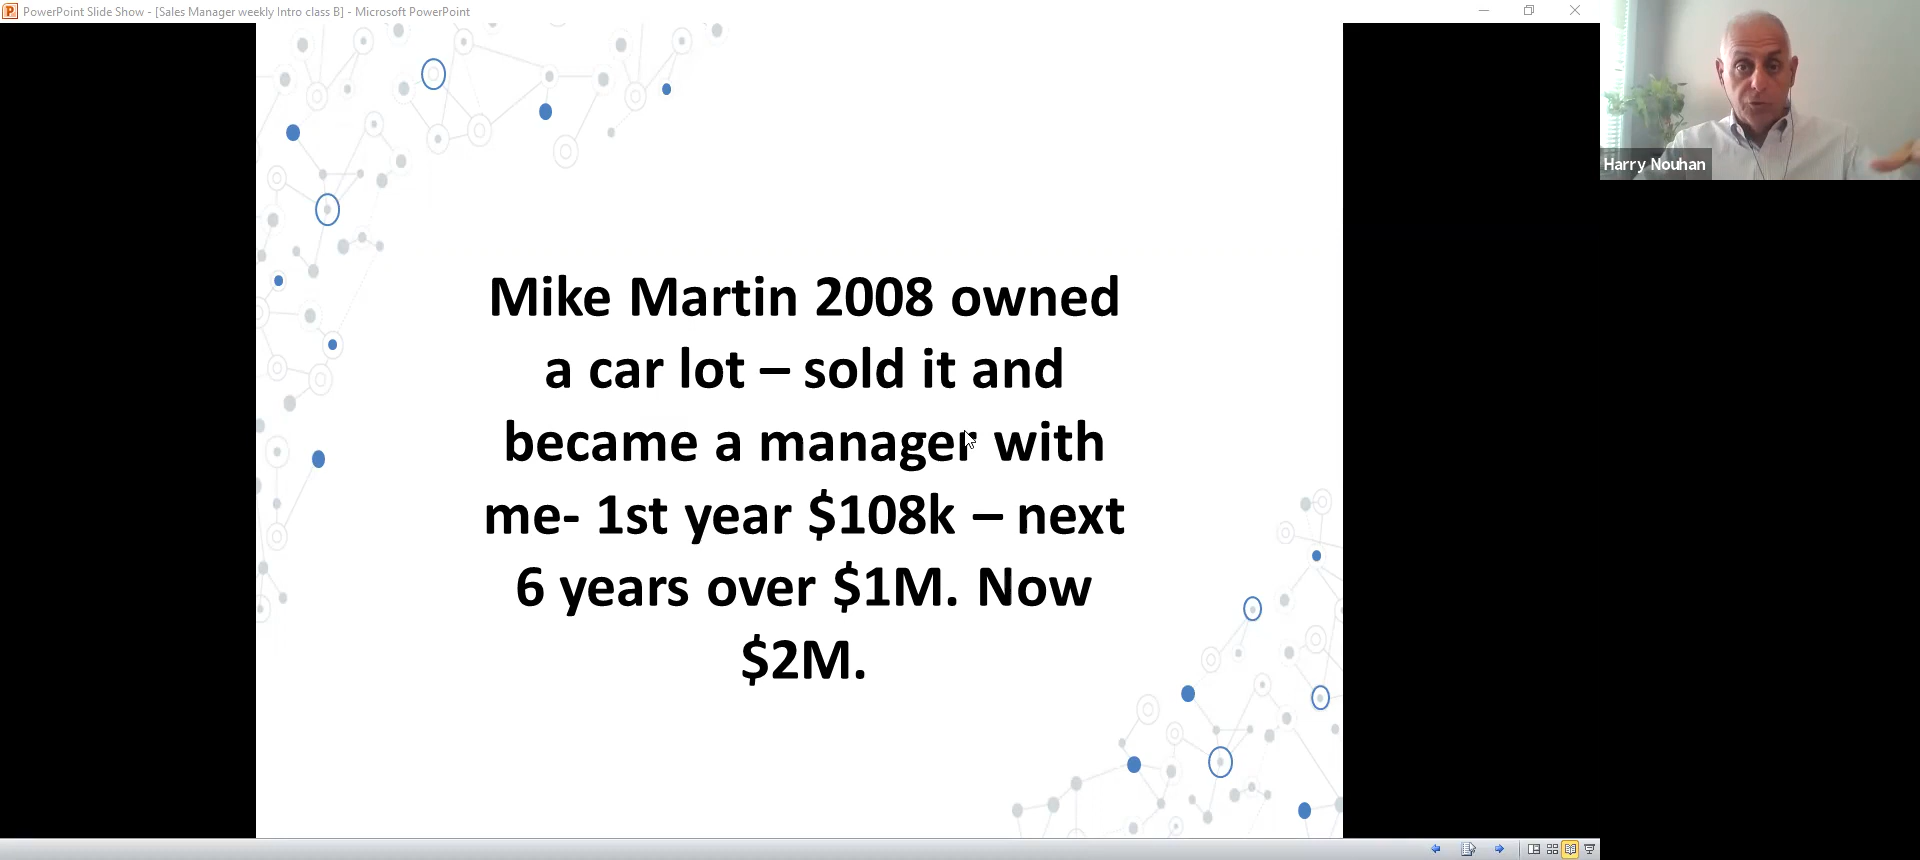 PowerPoint Slide Show - [Sales Manager weekly Intro class B] - Microsoft PowerPoint
Harry Nouhan
Mike Martin 2008 owned
a car lot – sold it and
became a manager with
me- 1st year $108k – next
6 years over $1M. Now
$2M.